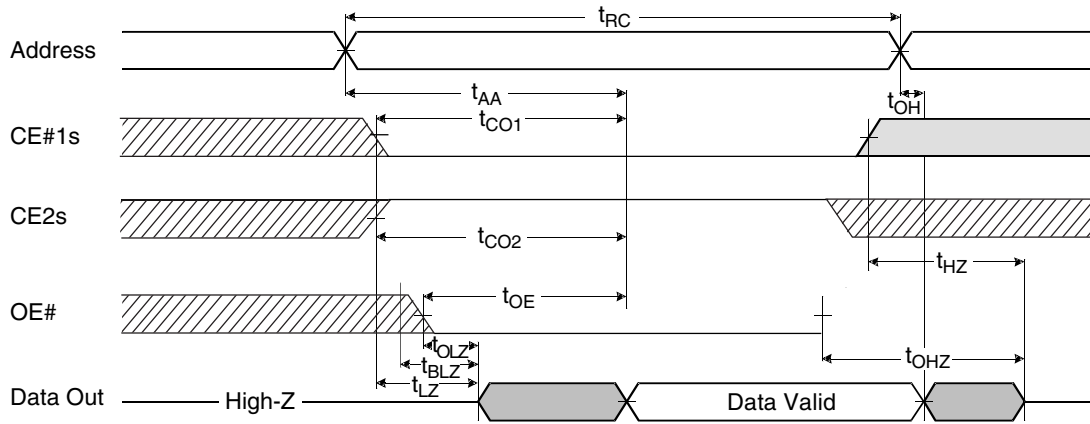 tRC
Address
tAA
tOH
tCO1
CE#1s
CE2s
tCO2
tHZ
tOE
OE#
tOLZ
tOHZ
tBLZ
tLZ
Data Out
High-Z
Data Valid